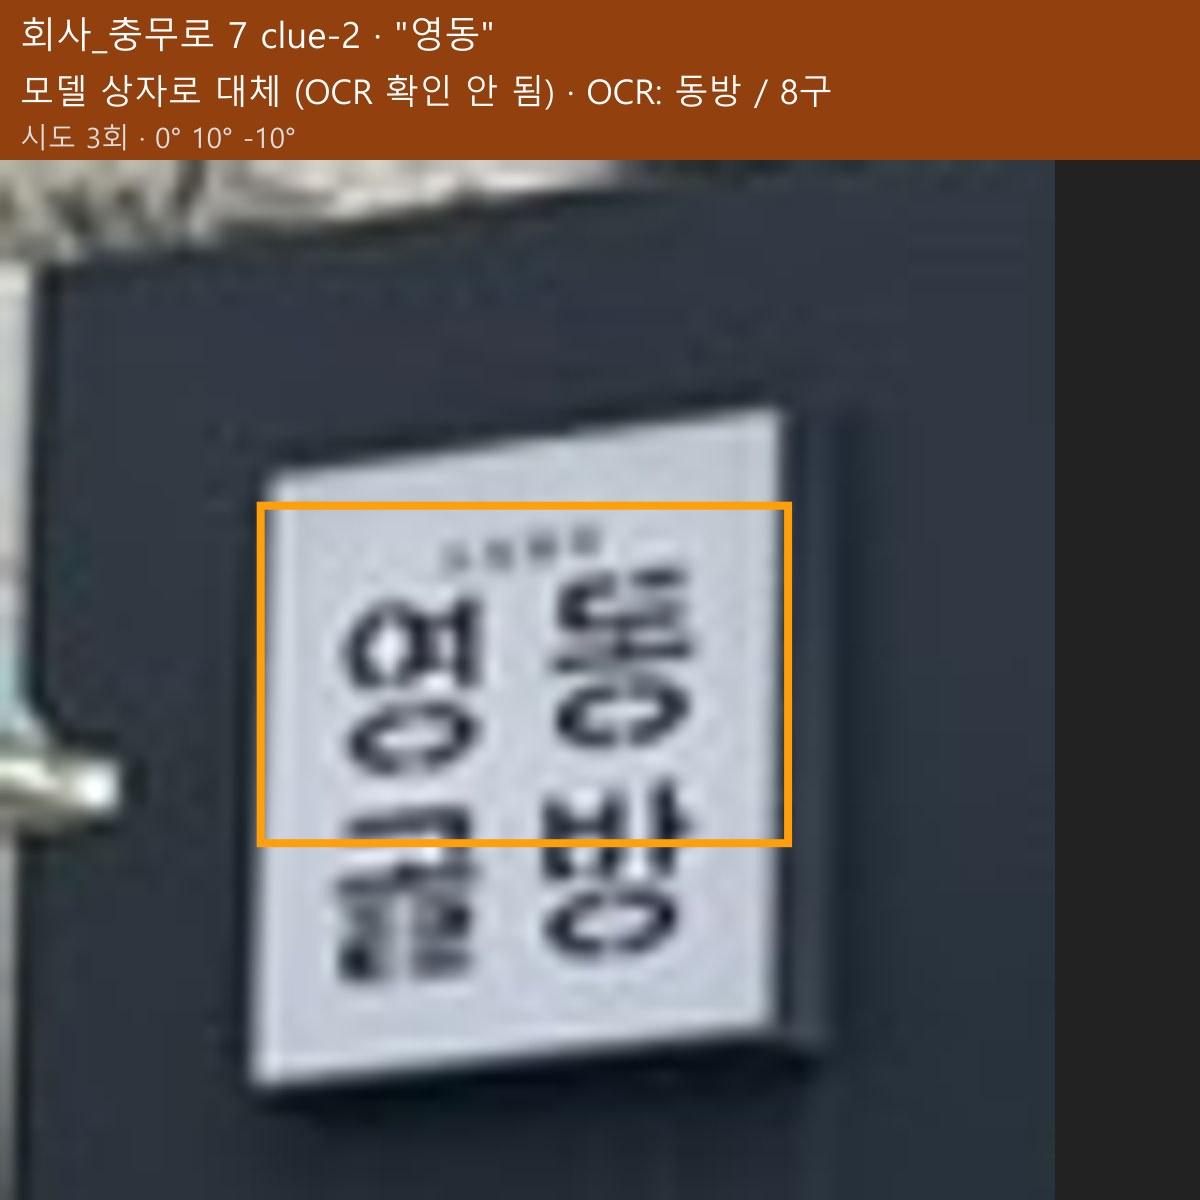 회사_충무로 7 clue-2 · "영동"
모델 상자로 대체 (OCR 확인 안 됨) · OCR: 동방 / 8구
시도 3회 · 0° 10° -10°
영
동방